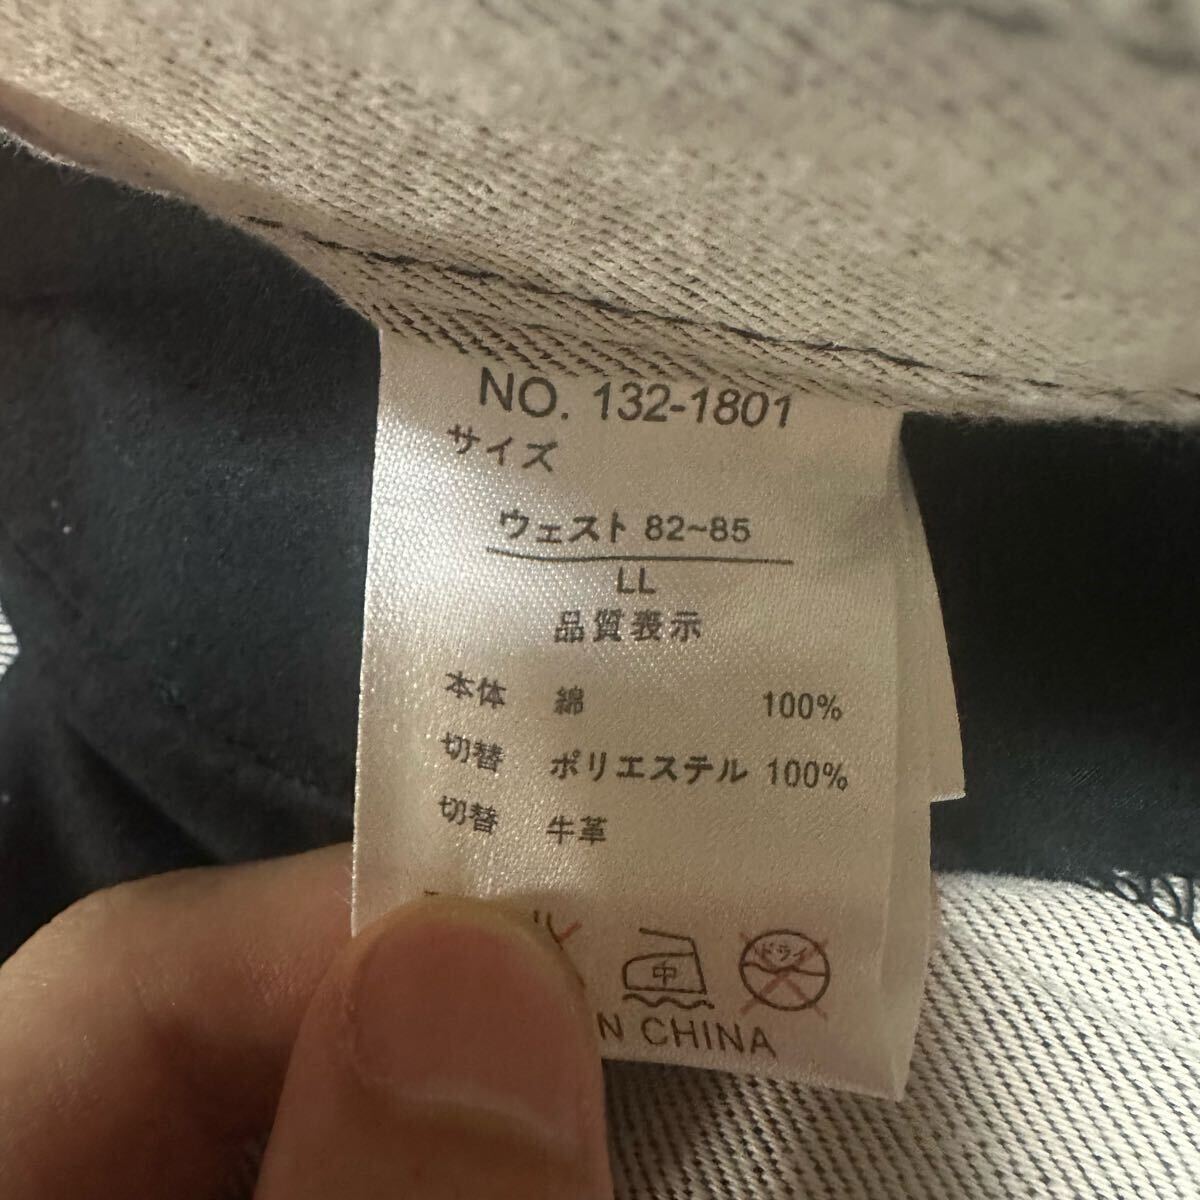 NO. 132-1801
サイズ
ウェスト 82~85
LL
品質表示
本体 綿 100%
切替 ポリエステル 100%
切替 牛革
中 ドライ
CHINA